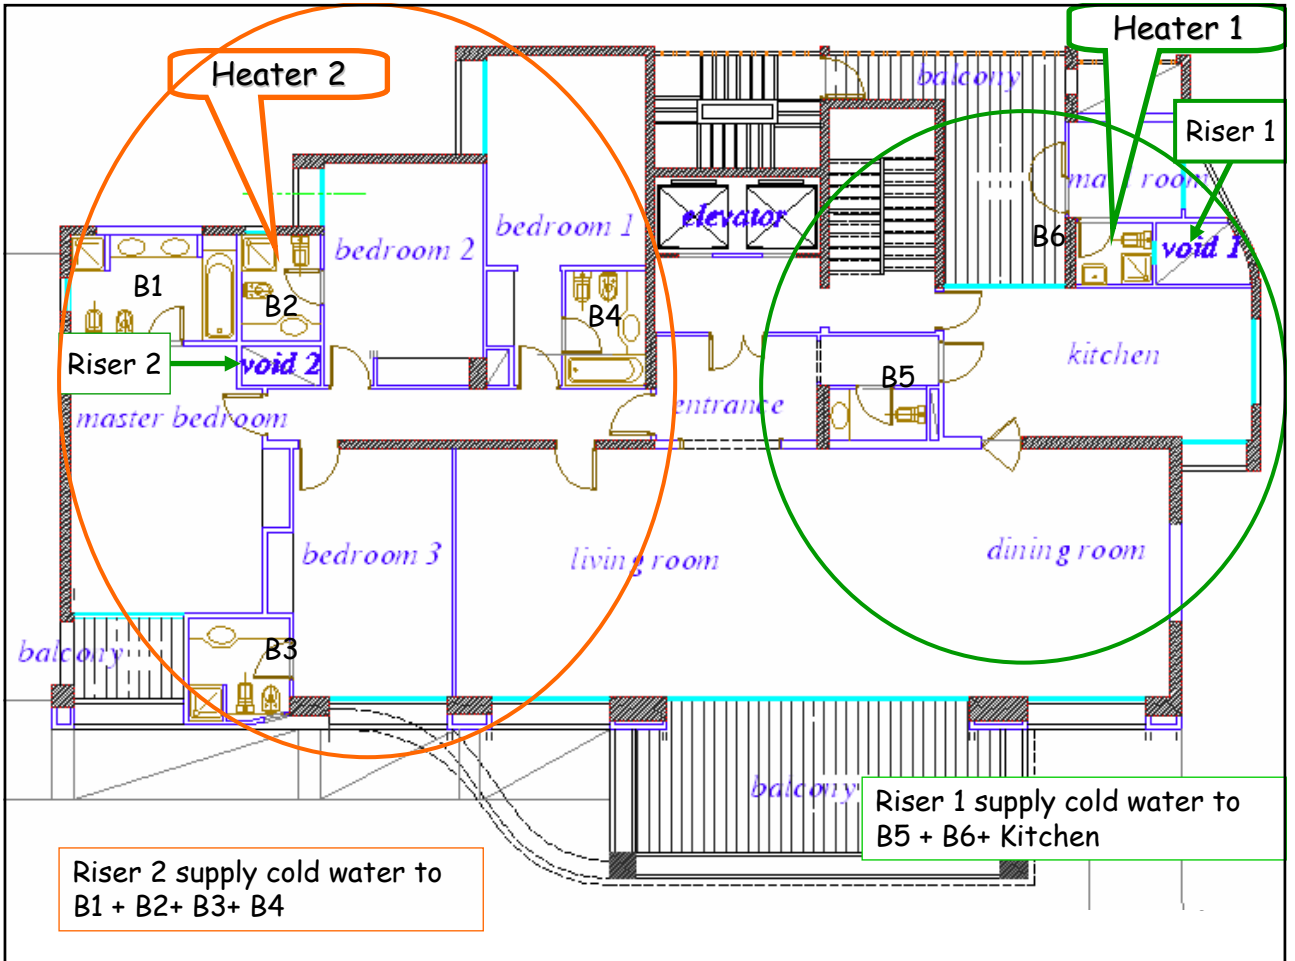 Heater 1
Heater 2
balcony
Riser 1
maid room
elevator
bedroom 1
B6
void 1
bedroom 2
B1
B2
B4
Riser 2
void 2
kitchen
B5
entrance
master bedroom
bedroom 3
living room
dining room
balcony
B3
balcony
Riser 1 supply cold water to
B5 + B6+ Kitchen
Riser 2 supply cold water to
B1 + B2+ B3+ B4